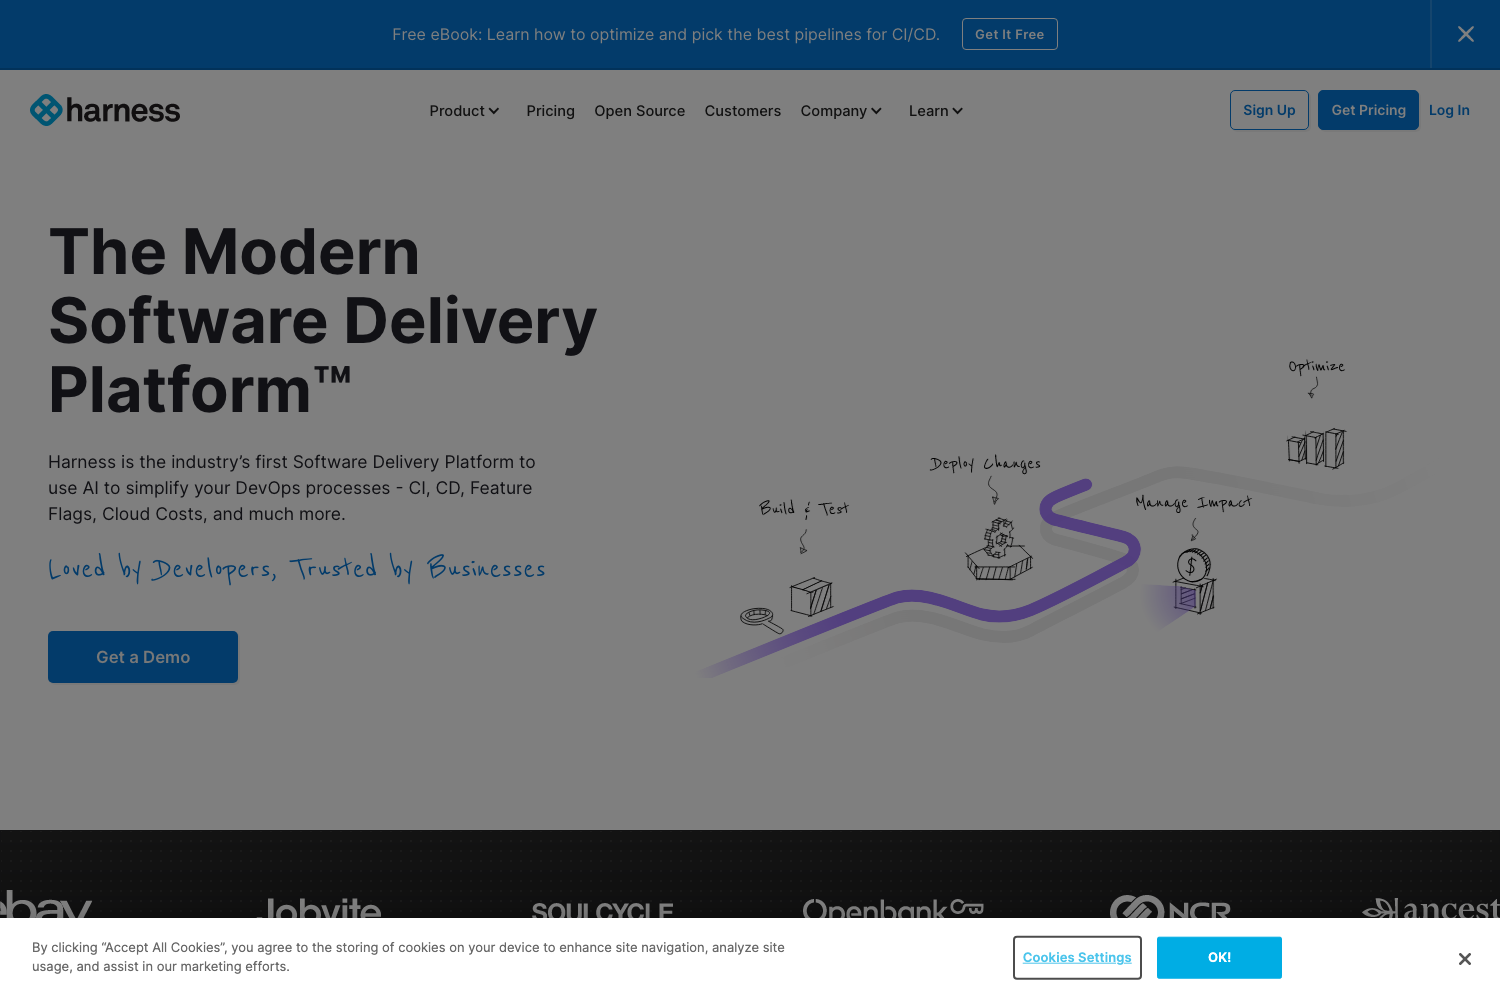 Free eBook: Learn how to optimize and pick the best pipelines for CI/CD. Get It Free
harness Product Pricing Open Source Customers Company Learn Sign Up Get Pricing Log In
The Modern
Software Delivery
Platform™
Harness is the industry’s first Software Delivery Platform to
use AI to simplify your DevOps processes - CI, CD, Feature
Flags, Cloud Costs, and much more.
Loved by Developers, Trusted by Businesses
Get a Demo
Optimize
Deploy Changes
Manage Impact
Build & Test
$
ebay Jobvite SOULCYCLE Openbank NCR ancest
By clicking “Accept All Cookies”, you agree to the storing of cookies on your device to enhance site navigation, analyze site
usage, and assist in our marketing efforts.
Cookies Settings OK!